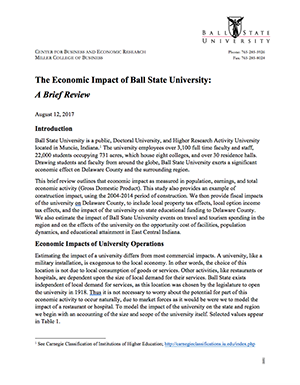 BALL STATE
UNIVERSITY
CENTER FOR BUSINESS AND ECONOMIC RESEARCH
MILLER COLLEGE OF BUSINESS
Phone: 765-285-5926
Fax: 765-285-8024
The Economic Impact of Ball State University:
A Brief Review
August 12, 2017
Introduction
Ball State University is a public, Doctoral University, and Higher Research Activity University
located in Muncie, Indiana.¹ The university employees over 3,100 full time faculty and staff,
22,000 students occupying 731 acres, which house eight colleges, and over 30 residence halls.
Drawing students and faculty from around the globe, Ball State University exerts a significant
economic effect on Delaware County and the surrounding region.
This brief review outlines that economic impact as measured in population, earnings, and total
economic activity (Gross Domestic Product). This study also provides an example of
construction impact, using the 2004-2014 period of construction. We then provide fiscal impacts
of the university on Delaware County, to include local property tax effects, local option income
tax effects, and the impact of university on state educational funding to Delaware County.
We also estimate the impact of Ball State University events on travel and tourism spending in the
region and on the effects of the university on the opportunity cost of facilities, population
dynamics, and educational attainment in East Central Indiana.
Economic Impacts of University Operations
Estimating the impact of a university differs from most commercial impacts. A university, like a
military installation, is exogenous to the local economy. In other words, the choice of this
location is not due to local consumption of goods or services. Other activities, like restaurants or
hospitals, are dependent upon the size of local demand for their services. Ball State exists
independent of local demand for services, as this location was chosen by the legislature to open
the university in 1918. Thus it is not necessary to worry about the potential for this part of
economic activity to occur naturally, due to market forces as it would be were we to model the
impact of a restaurant or hospital. To model the impact of the university on the state and region
we begin with an accounting of the size and scope of the university itself. Selected values appear
in Table 1.
¹ See Carnegie Classification of Institutions of Higher Education, http://carnegieclassifications.iu.edu/index.php